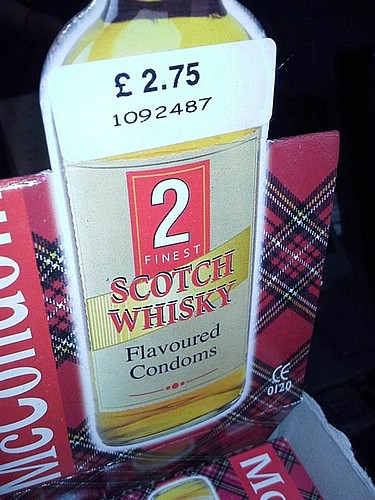 £ 2.75
1092487
2
FINEST
SCOTCH
WHISKY
Flavoured
Condoms
CE
0120